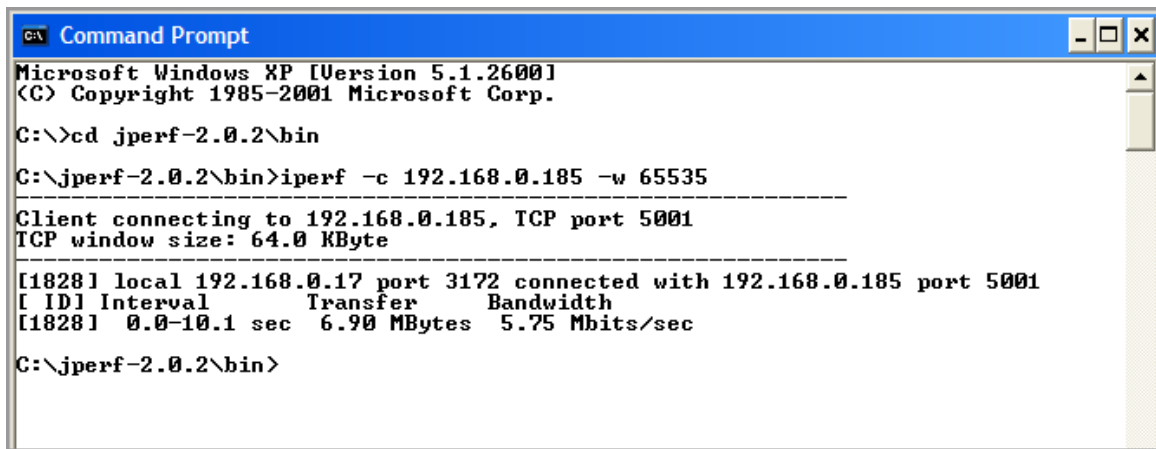 Command Prompt
Microsoft Windows XP [Version 5.1.2600]
(C) Copyright 1985-2001 Microsoft Corp.
C:\>cd jperf-2.0.2\bin
C:\jperf-2.0.2\bin>iperf -c 192.168.0.185 -w 65535
------------------------------------------------------------
Client connecting to 192.168.0.185, TCP port 5001
TCP window size: 64.0 KByte
------------------------------------------------------------
[1828] local 192.168.0.17 port 3172 connected with 192.168.0.185 port 5001
[ ID] Interval       Transfer     Bandwidth
[1828]  0.0-10.1 sec  6.90 MBytes  5.75 Mbits/sec
C:\jperf-2.0.2\bin>